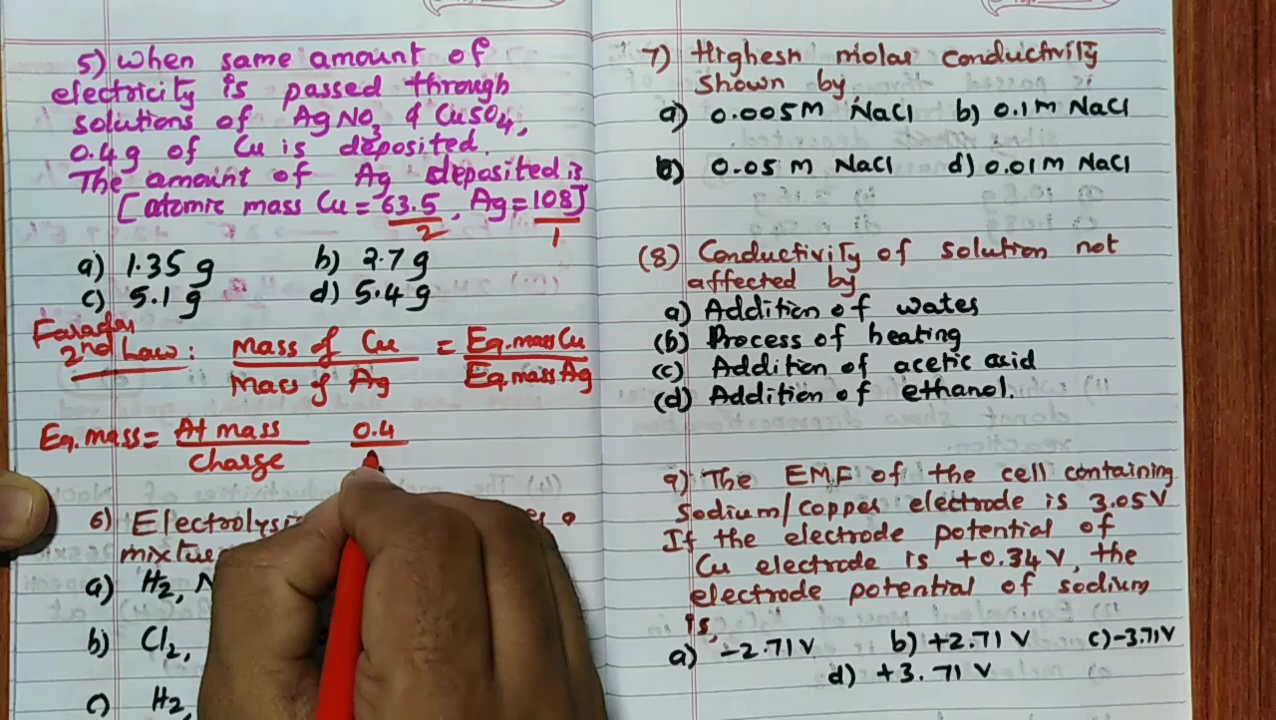 5) When same amount of
electricity is passed through
solutions of AgNO3 & CuSO4,
0.4g of Cu is deposited.
The amount of Ag deposited is
[atomic mass Cu = 63.5, Ag = 108]
2 1
a) 1.35 g b) 2.7 g
c) 5.1 g d) 5.4 g
2nd Law: Mass of Cu = Eq. mass Cu
Mass of Ag Eq. mass Ag
Eq. mass = At mass 0.4
charge
6)
mixture
a) H2, N
b) Cl2,
c) H2,
7) Highesh molar conductivity
shown by,
a) 0.005M NaCl b) 0.1M NaCl
0.05 M NaCl d) 0.01M NaCl
(8) Conductivity of solution not
affected by
a) Addition of wates
(b) Process of heating
(c) Addition of acetic acid
(d) Addition of ethanol.
9) The EMF of the cell containing
sodium/copper electrode is 3.05V
If the electrode potential of
Cu electrode is +0.34V, the
electrode potential of sodium
is,
a) -2.71V b) +2.71 V c) -3.71V
d) +3.71 V